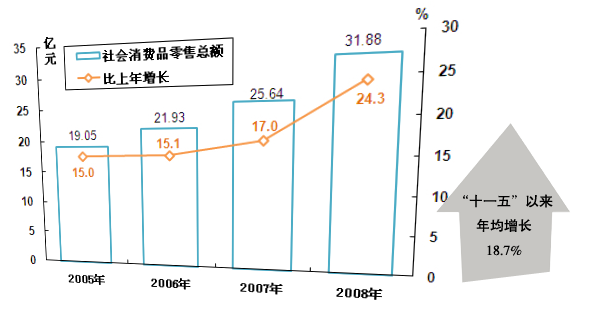 亿
元
%
社会消费品零售总额
比上年增长
35
30
25
20
15
10
5
0
30
25
20
15
10
5
0
19.05
21.93
25.64
31.88
15.0
15.1
17.0
24.3
2005年
2006年
2007年
2008年
“十一五”以来
年均增长
18.7%